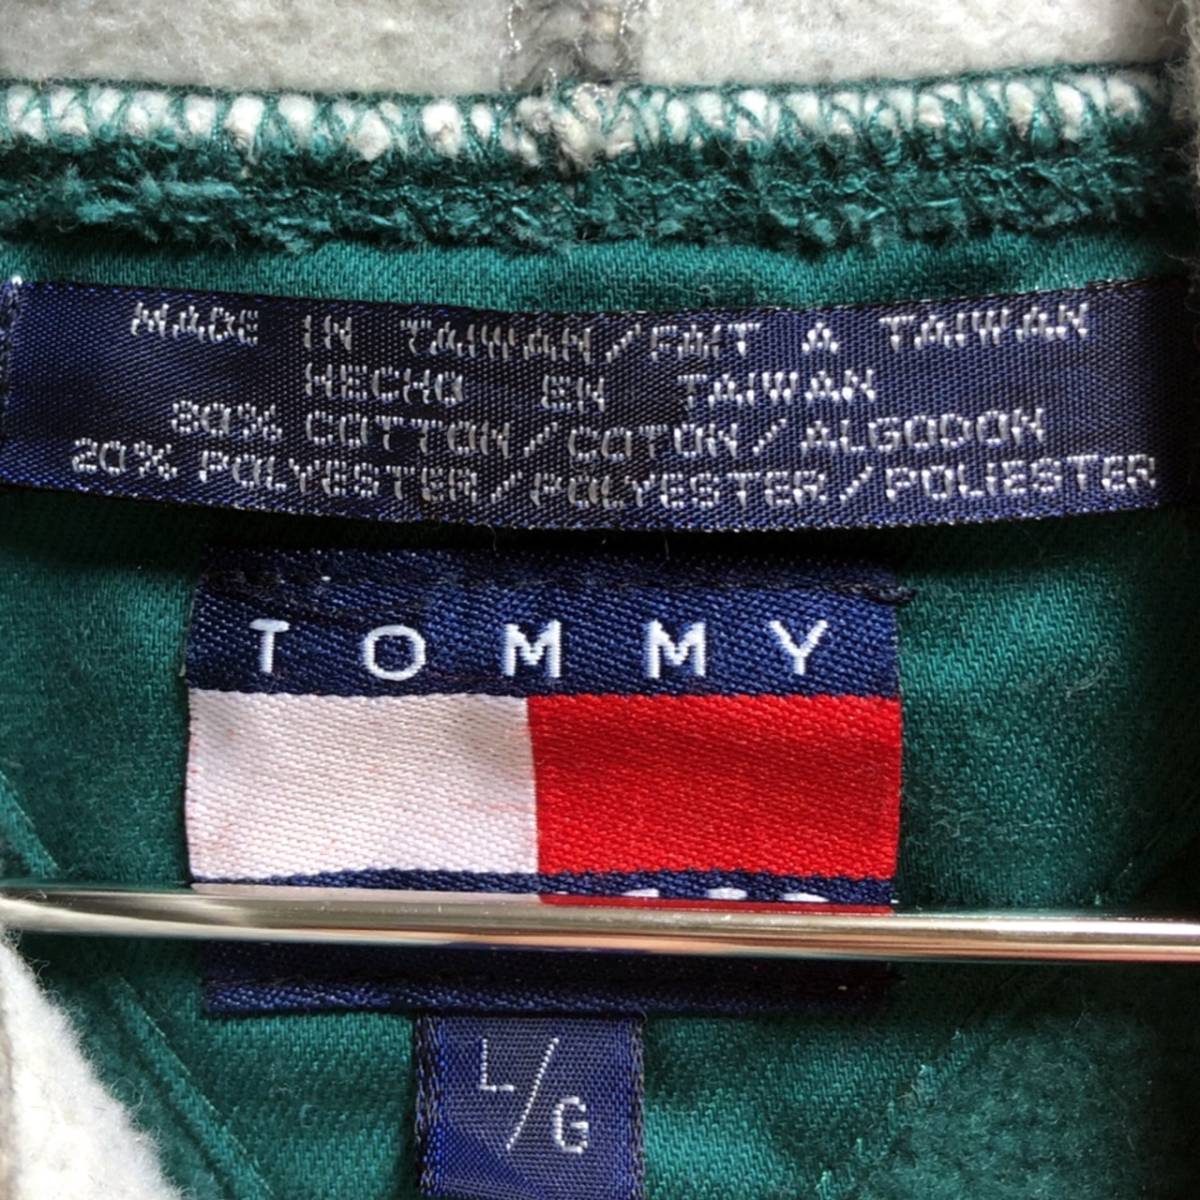 MADE IN TAIWAN/FAIT A TAIWAN
HECHO EN TAIWAN
80% COTTON/COTON/ALGODON
20% POLYESTER/POLYESTER/POLIESTER
TOMMY
L/G